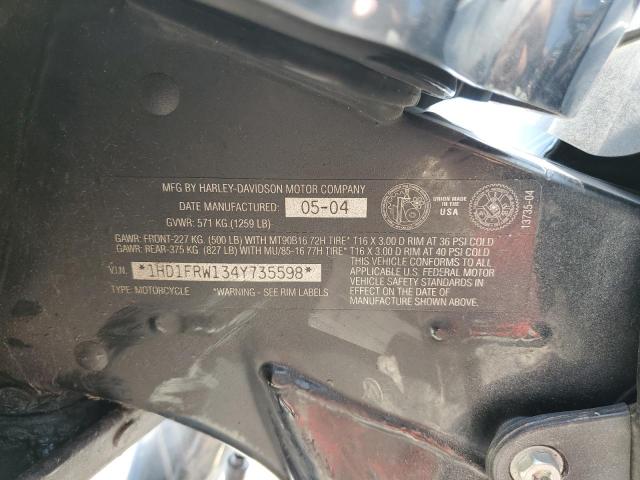 MFG BY HARLEY-DAVIDSON MOTOR COMPANY
DATE MANUFACTURED: 05-04
GVWR: 571 KG (1259 LB)
UNION MADE
IN THE
USA
13735-04
GAWR: FRONT-227 KG. (500 LB) WITH MT90B16 72H TIRE* T16 X 3.00 D RIM AT 36 PSI COLD
GAWR: REAR-375 KG. (827 LB) WITH MU/85-16 77H TIRE* T16 X 3.00 D RIM AT 40 PSI COLD
V.I.N. *1HD1FRW134Y735598*
TYPE: MOTORCYCLE *WARNING - SEE RIM LABELS
THIS VEHICLE CONFORMS TO
ALL APPLICABLE U.S. FEDERAL MOTOR
VEHICLE SAFETY STANDARDS IN
EFFECT ON THE DATE OF
MANUFACTURE SHOWN ABOVE.